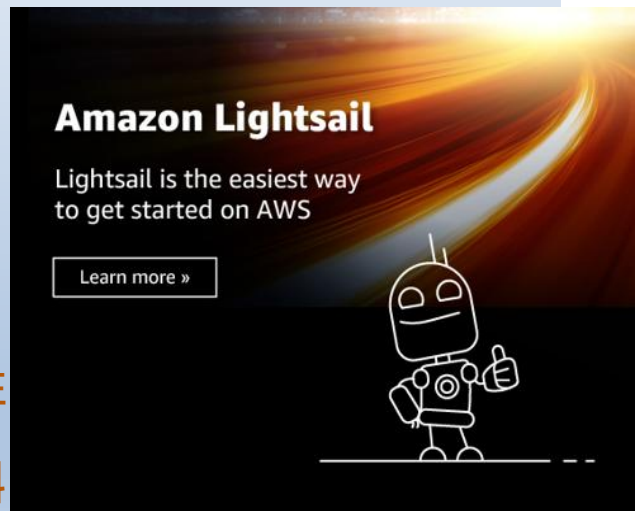 Amazon Lightsail
Lightsail is the easiest way
to get started on AWS
Learn more »